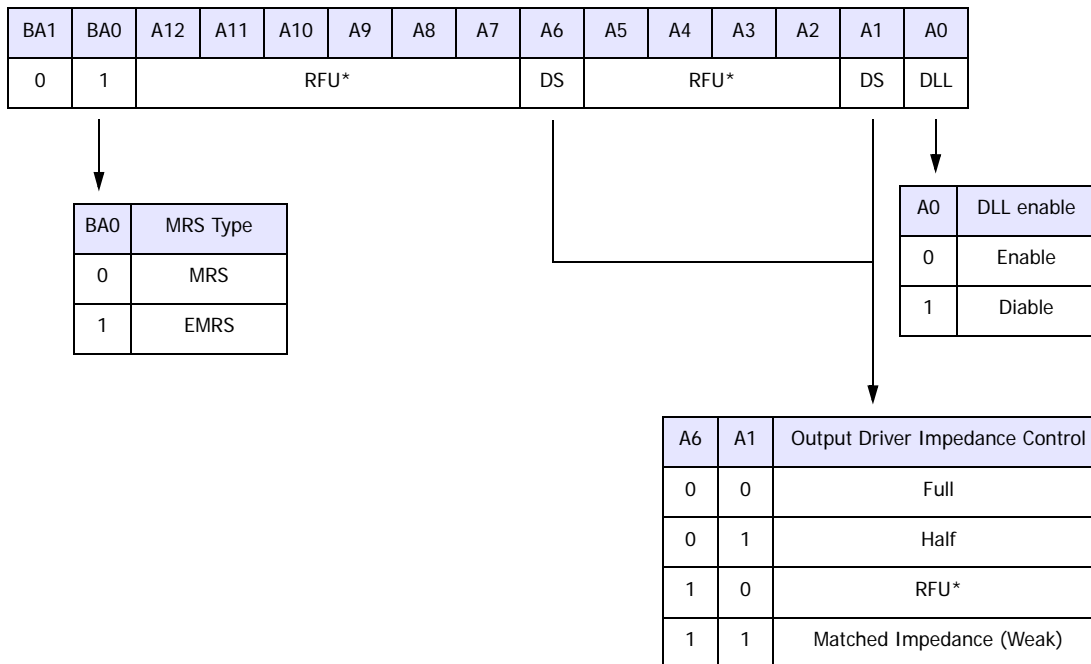 BA1 BA0 A12 A11 A10 A9 A8 A7 A6 A5 A4 A3 A2 A1 A0
0 1 RFU* DS RFU* DS DLL
BA0 MRS Type
0 MRS
1 EMRS
A0 DLL enable
0 Enable
1 Diable
A6 A1 Output Driver Impedance Control
0 0 Full
0 1 Half
1 0 RFU*
1 1 Matched Impedance (Weak)